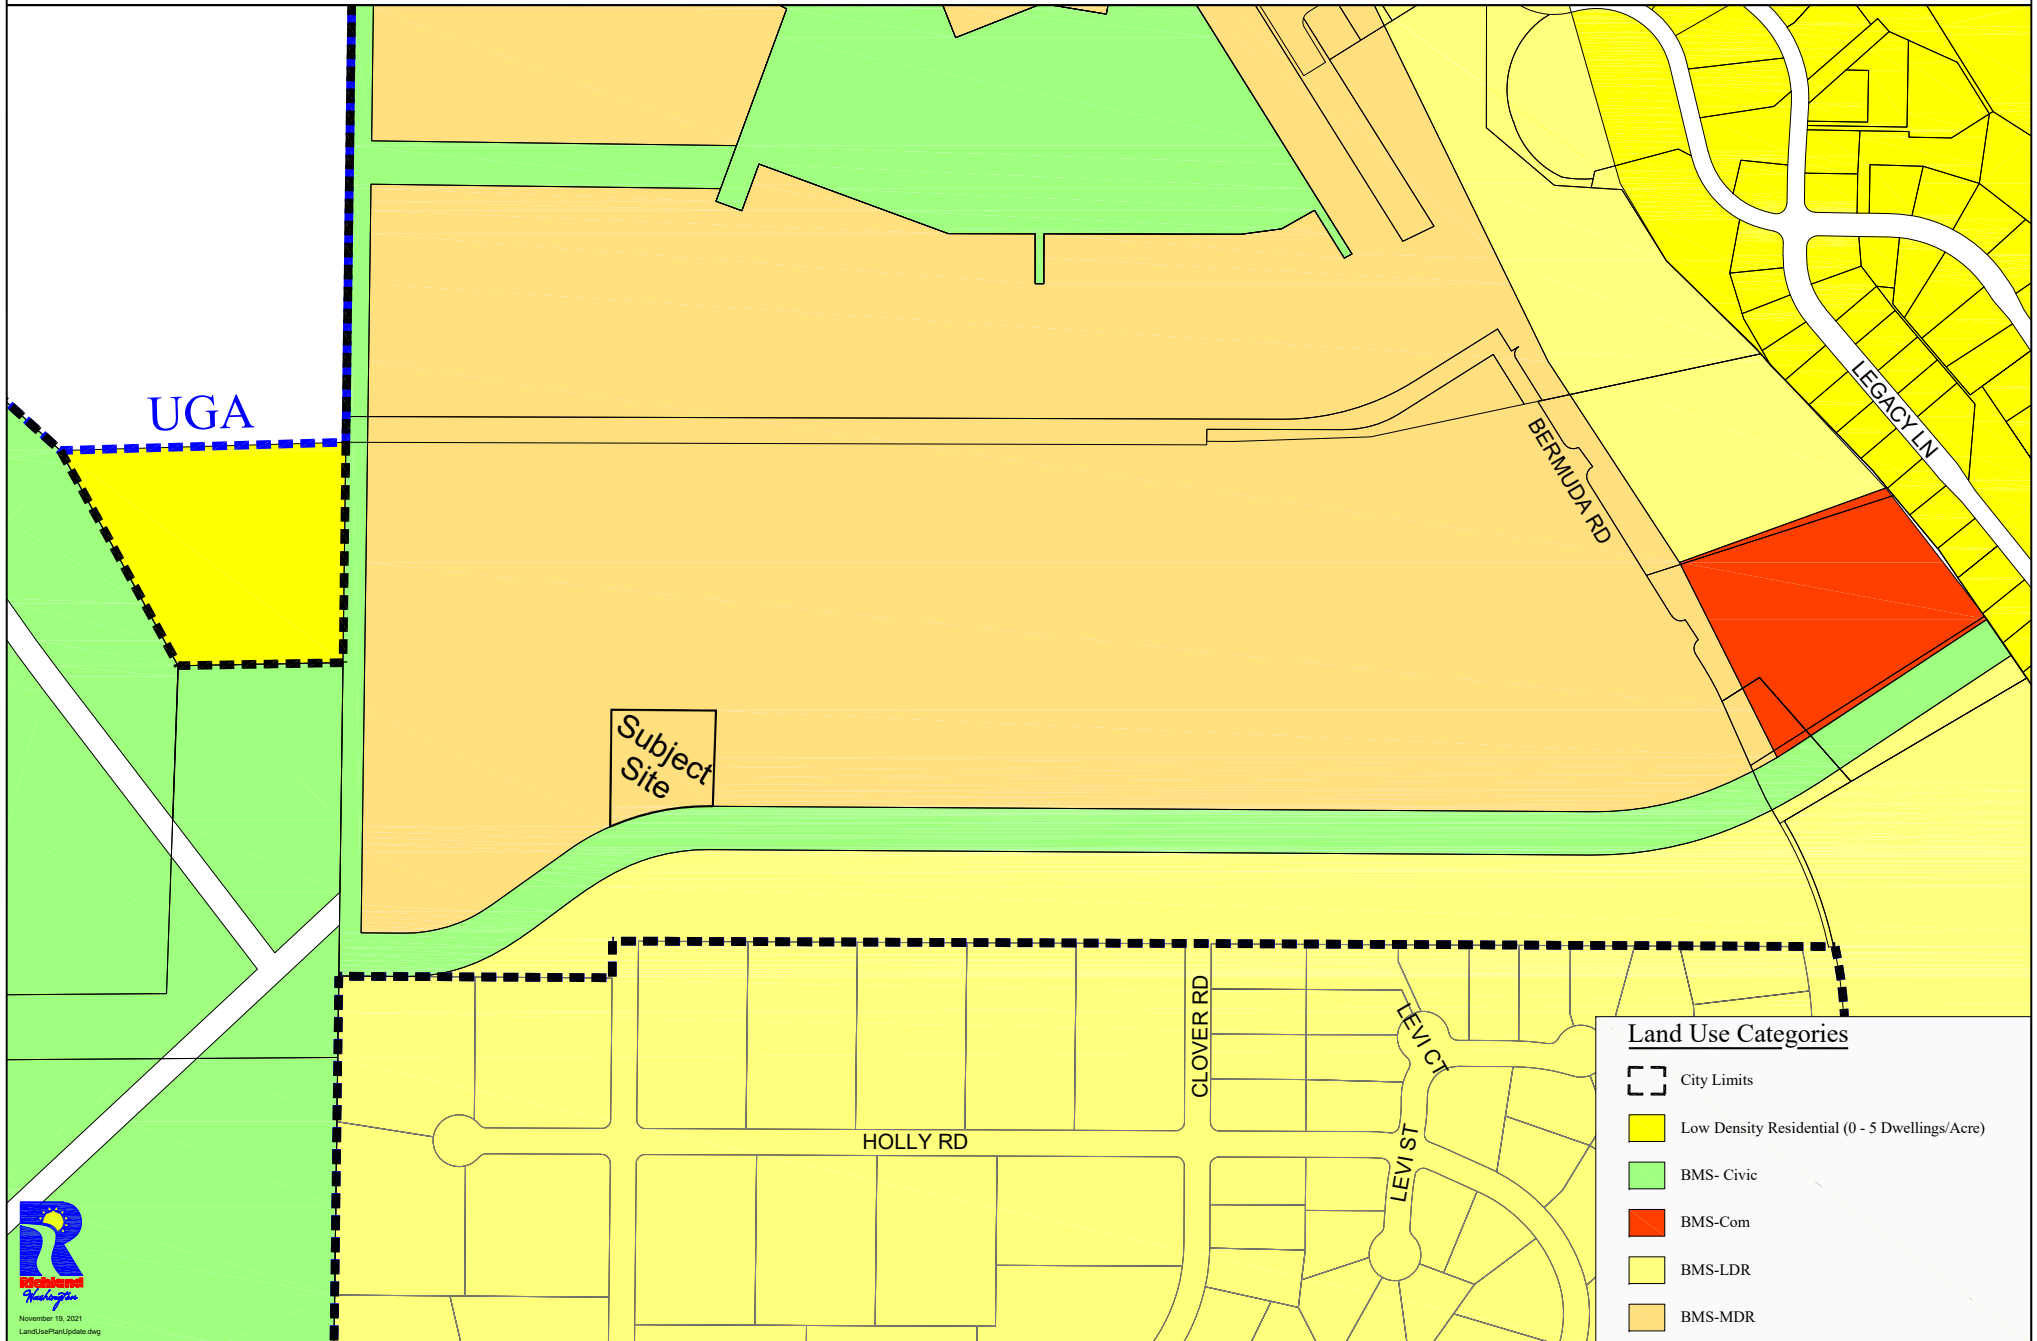 UGA
LEGACY LN
BERMUDA RD
Subject
Site
CLOVER RD
LEVI CT
HOLLY RD
LEVI ST
Land Use Categories
City Limits
Low Density Residential (0 - 5 Dwellings/Acre)
BMS- Civic
BMS-Com
BMS-LDR
BMS-MDR
R
Richland
Washington
November 19, 2021
LandUsePlanUpdate.dwg